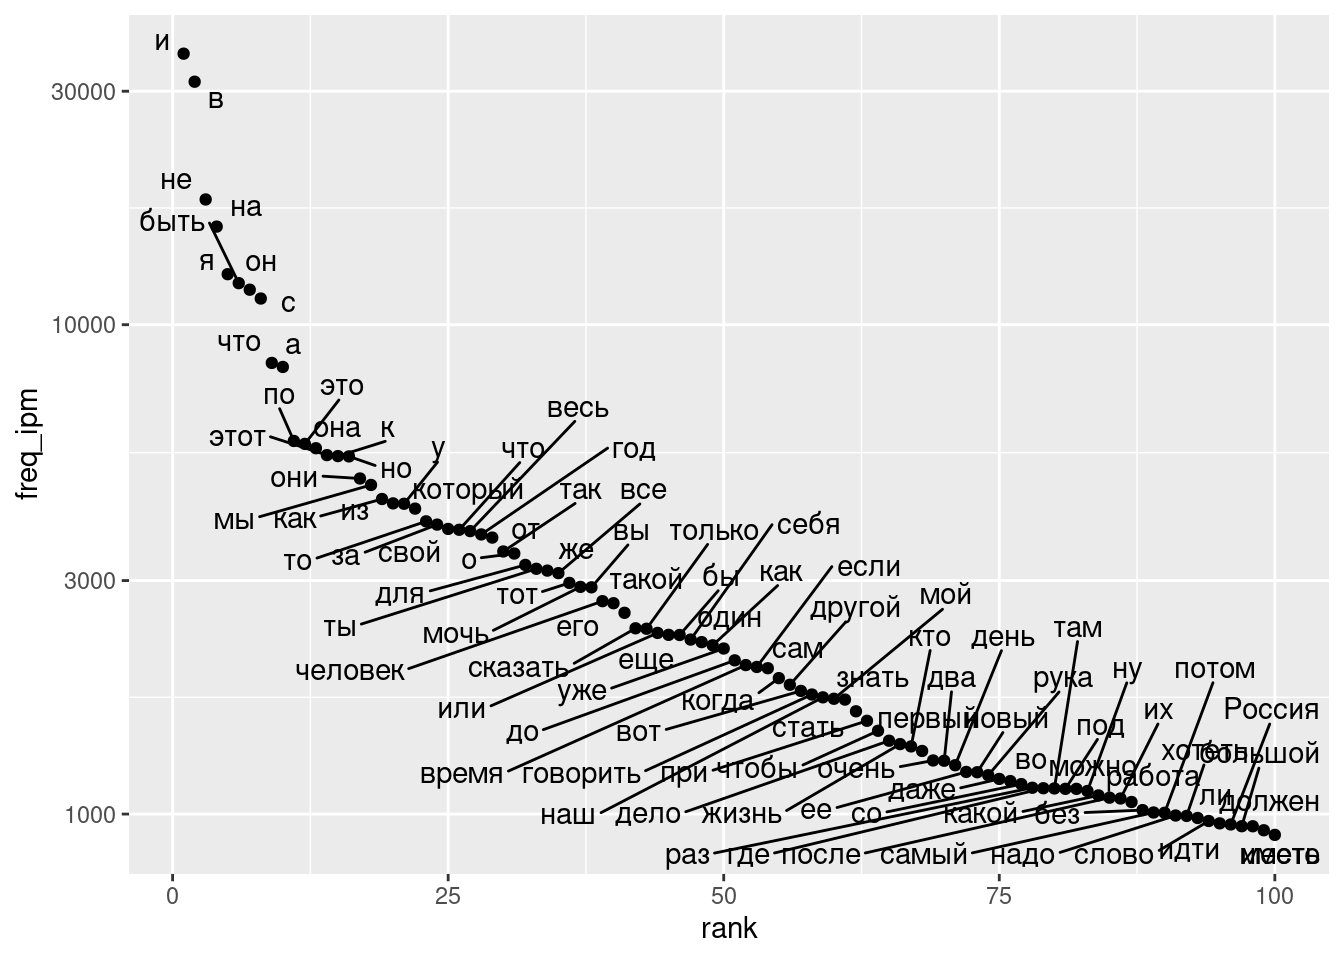 и
30000
в
не
на
быть
я
он
с
10000
что
а
это
по
весь
этот
она
к
у
что
год
но
они
который
так
все
мы
как
из
от
вы
только
себя
то
за
свой
о
же
бы
как
если
3000
для
тот
такой
один
другой
мой
ты
мочь
его
кто
день
там
человек
сказать
еще
сам
знать
два
рука
ну
потом
или
уже
когда
до
вот
стать
первый
новый
под
их
Россия
время
говорить
при
чтобы
очень
во
можно
работа
хотеть
большой
1000
наш
дело
жизнь
ее
даже
со
какой
без
ли
должен
раз
где
после
самый
надо
слово
идти
0
25
50
75
100
rank
freq_ipm